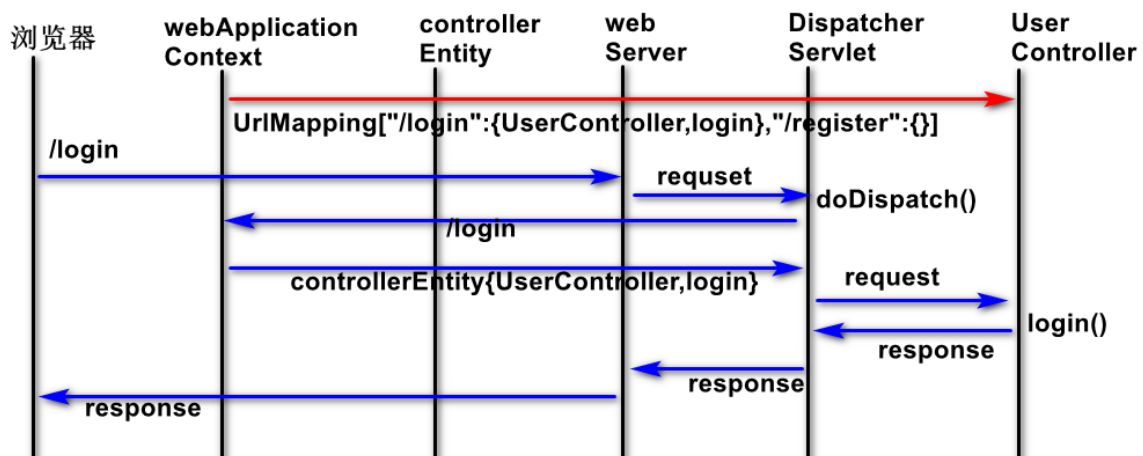 浏览器
webApplication
Context
controller
Entity
web
Server
Dispatcher
Servlet
User
Controller
UrlMapping["/login":{UserController,login},"/register":{}]
/login
requset
doDispatch()
/login
controllerEntity{UserController,login}
request
login()
response
response
response